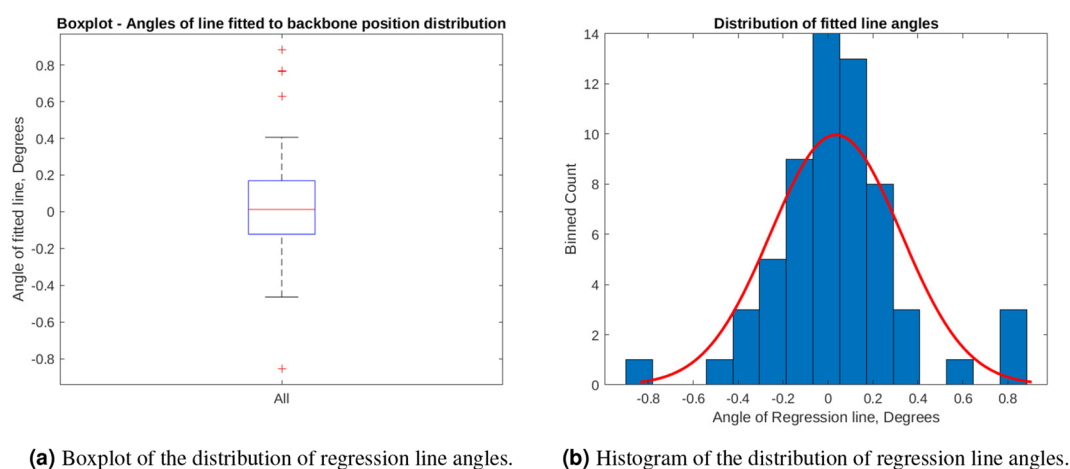 Boxplot - Angles of line fitted to backbone position distribution
0.8
0.6
0.4
0.2
0
-0.2
-0.4
-0.6
-0.8
Angle of fitted line, Degrees
All
(a) Boxplot of the distribution of regression line angles.
Distribution of fitted line angles
14
12
10
8
6
4
2
0
Binned Count
-0.8 -0.6 -0.4 -0.2 0 0.2 0.4 0.6 0.8
Angle of Regression line, Degrees
(b) Histogram of the distribution of regression line angles.